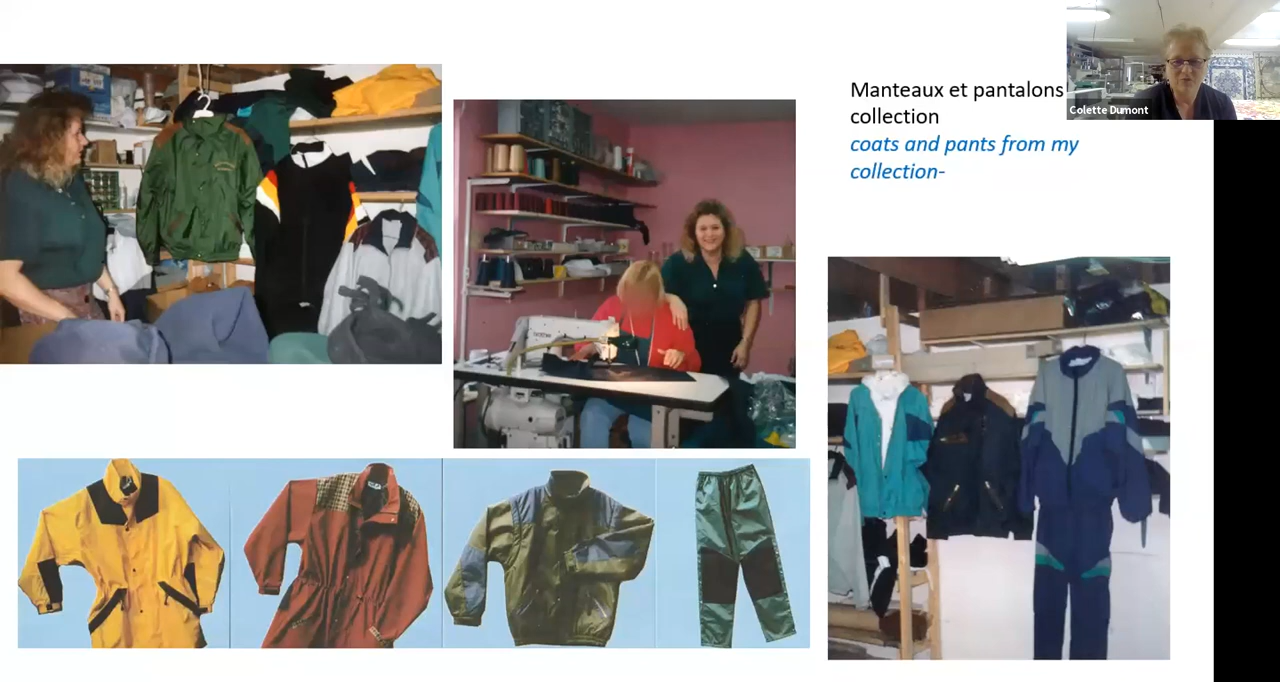 Manteaux et pantalons
collection
coats and pants from my
collection-
Colette Dumont